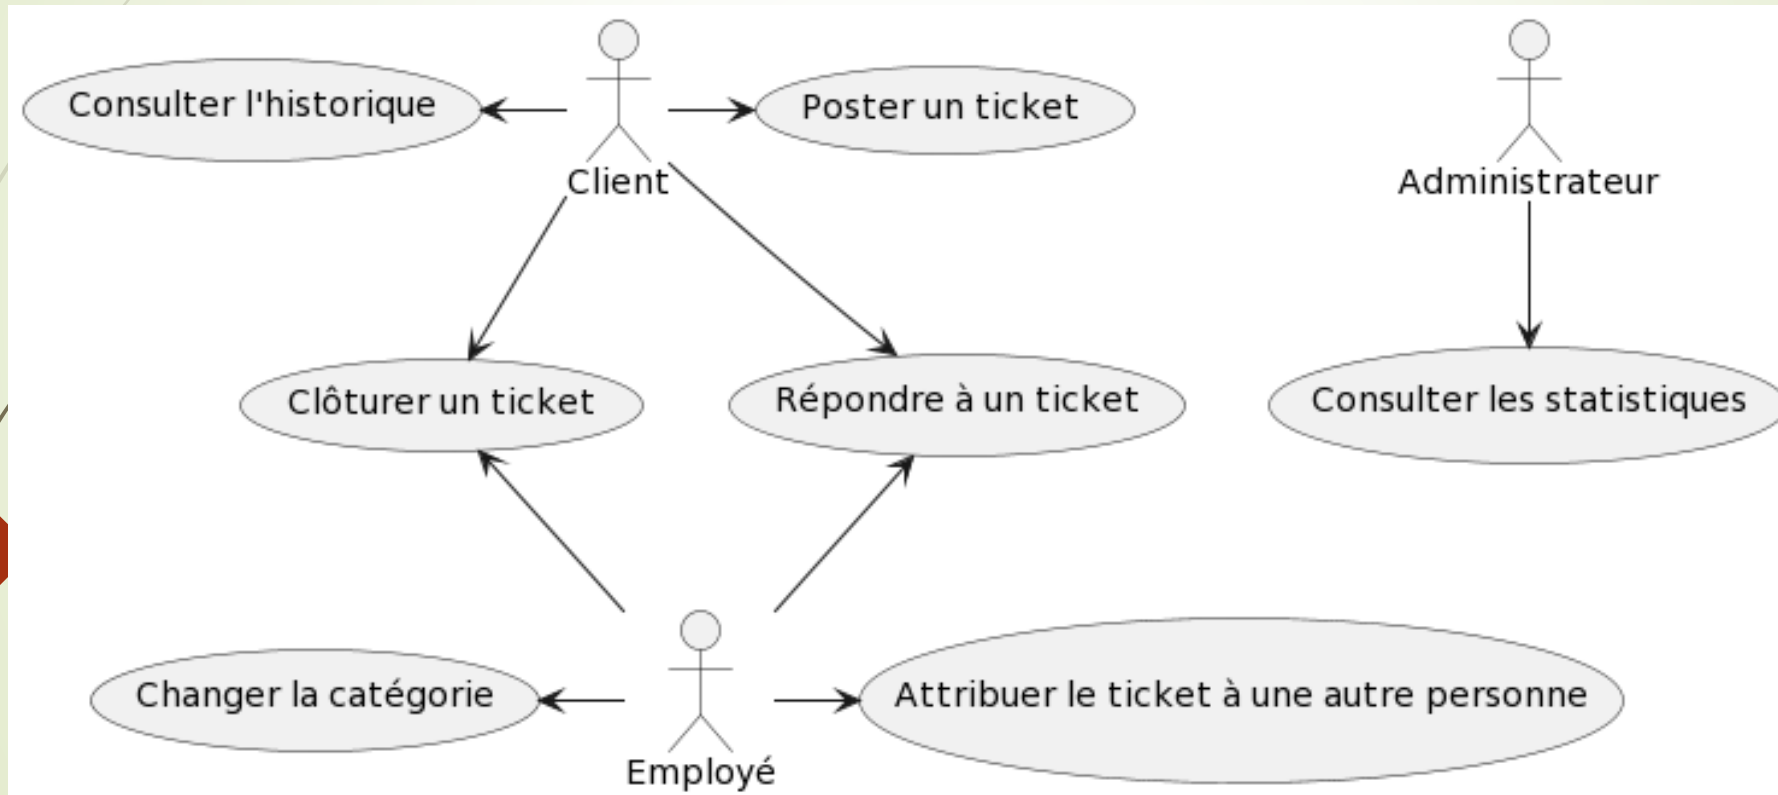 Consulter l'historique
Poster un ticket
Client
Administrateur
Clôturer un ticket
Répondre à un ticket
Consulter les statistiques
Changer la catégorie
Attribuer le ticket à une autre personne
Employé